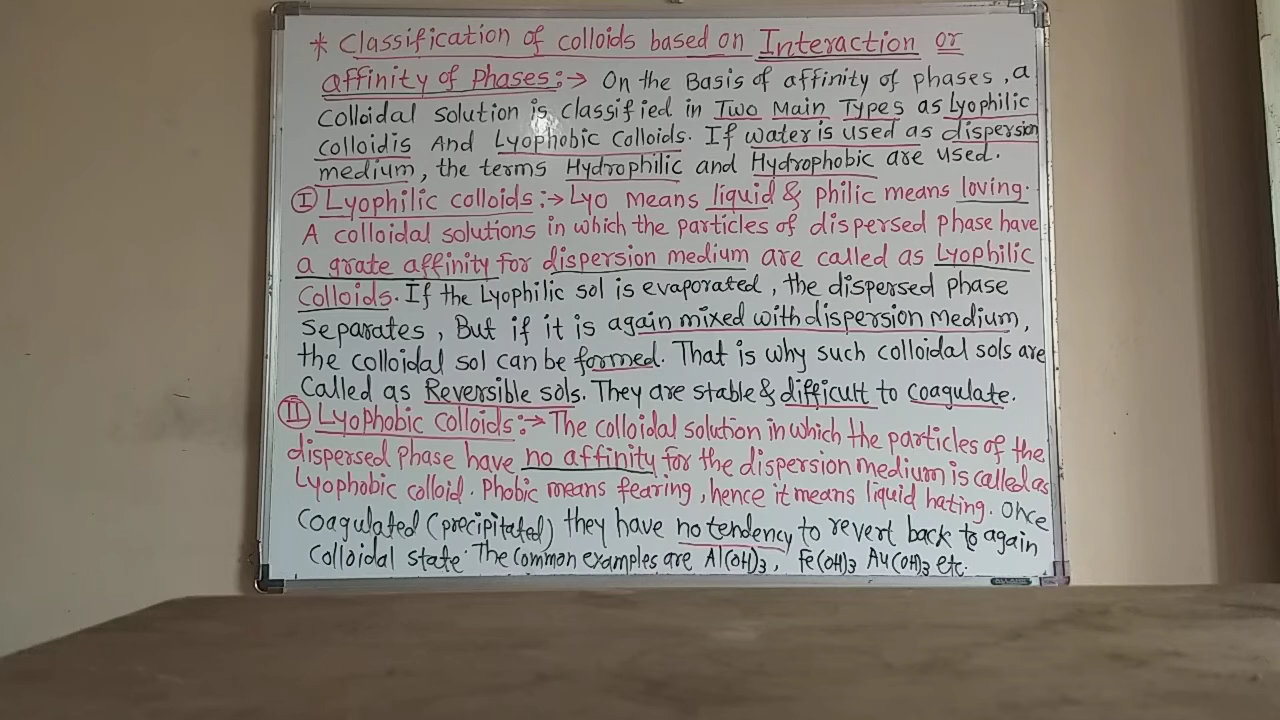 * Classification of colloids based on Interaction or
affinity of Phases:→ On the Basis of affinity of phases, a
colloidal solution is classified in Two Main Types as Lyophilic
colloidis And Lyophobic Colloids. If water is used as dispersion
medium, the terms Hydrophilic and Hydrophobic are used.
I Lyophilic colloids:→ Lyo means liquid & philic means loving.
A colloidal solutions in which the particles of dispersed phase have
a grate affinity for dispersion medium are called as Lyophilic
Colloids. If the Lyophilic sol is evaporated, the dispersed phase
separates, But if it is again mixed with dispersion medium,
the colloidal sol can be formed. That is why such colloidal sols are
Called as Reversible sols. They are stable & difficult to coagulate.
II Lyophobic colloids:→ The colloidal solution in which the particles of the
dispersed phase have no affinity for the dispersion medium is called as
Lyophobic colloid. Phobic means fearing, hence it means liquid hating. Once
coagulated (precipitated) they have no tendency to revert back to again
colloidal state. The common examples are Al(OH)3, Fe(OH)3 Au(OH)3 etc.